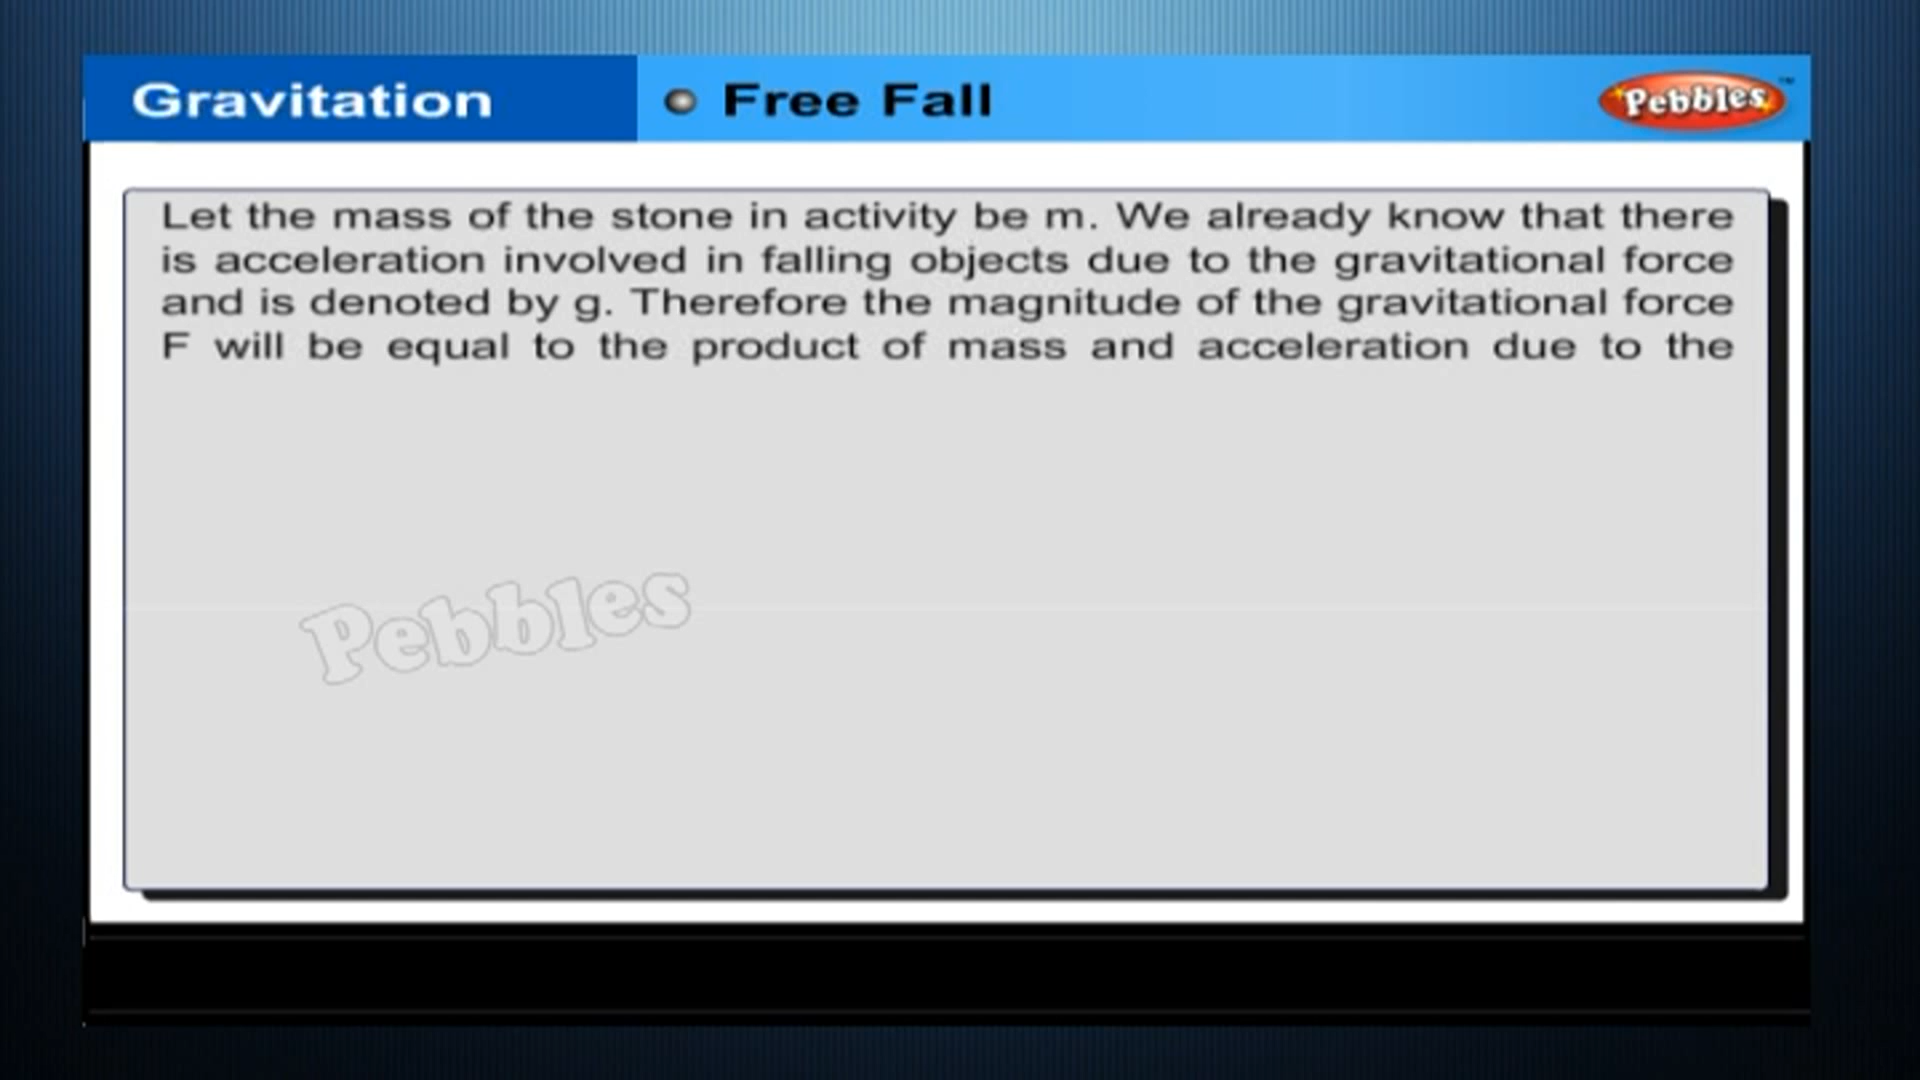 Gravitation
Free Fall
Pebbles™
Let the mass of the stone in activity be m. We already know that there
is acceleration involved in falling objects due to the gravitational force
and is denoted by g. Therefore the magnitude of the gravitational force
F will be equal to the product of mass and acceleration due to the
Pebbles